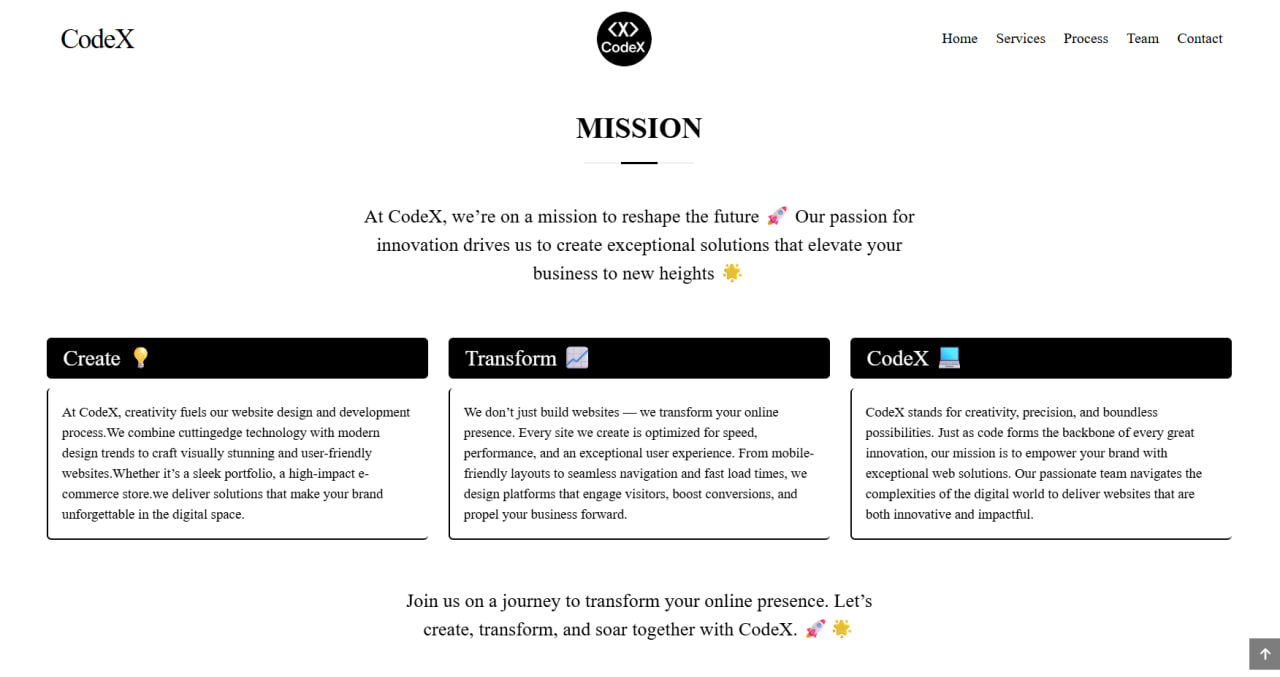 CodeX
<X>
CodeX
Home Services Process Team Contact
MISSION
At CodeX, we’re on a mission to reshape the future 🚀 Our passion for
innovation drives us to create exceptional solutions that elevate your
business to new heights 🌟
Create 💡
At CodeX, creativity fuels our website design and development
process.We combine cuttingedge technology with modern
design trends to craft visually stunning and user-friendly
websites.Whether it’s a sleek portfolio, a high-impact e-
commerce store.we deliver solutions that make your brand
unforgettable in the digital space.
Transform 📈
We don’t just build websites — we transform your online
presence. Every site we create is optimized for speed,
performance, and an exceptional user experience. From mobile-
friendly layouts to seamless navigation and fast load times, we
design platforms that engage visitors, boost conversions, and
propel your business forward.
CodeX 💻
CodeX stands for creativity, precision, and boundless
possibilities. Just as code forms the backbone of every great
innovation, our mission is to empower your brand with
exceptional web solutions. Our passionate team navigates the
complexities of the digital world to deliver websites that are
both innovative and impactful.
Join us on a journey to transform your online presence. Let’s
create, transform, and soar together with CodeX. 🚀 🌟